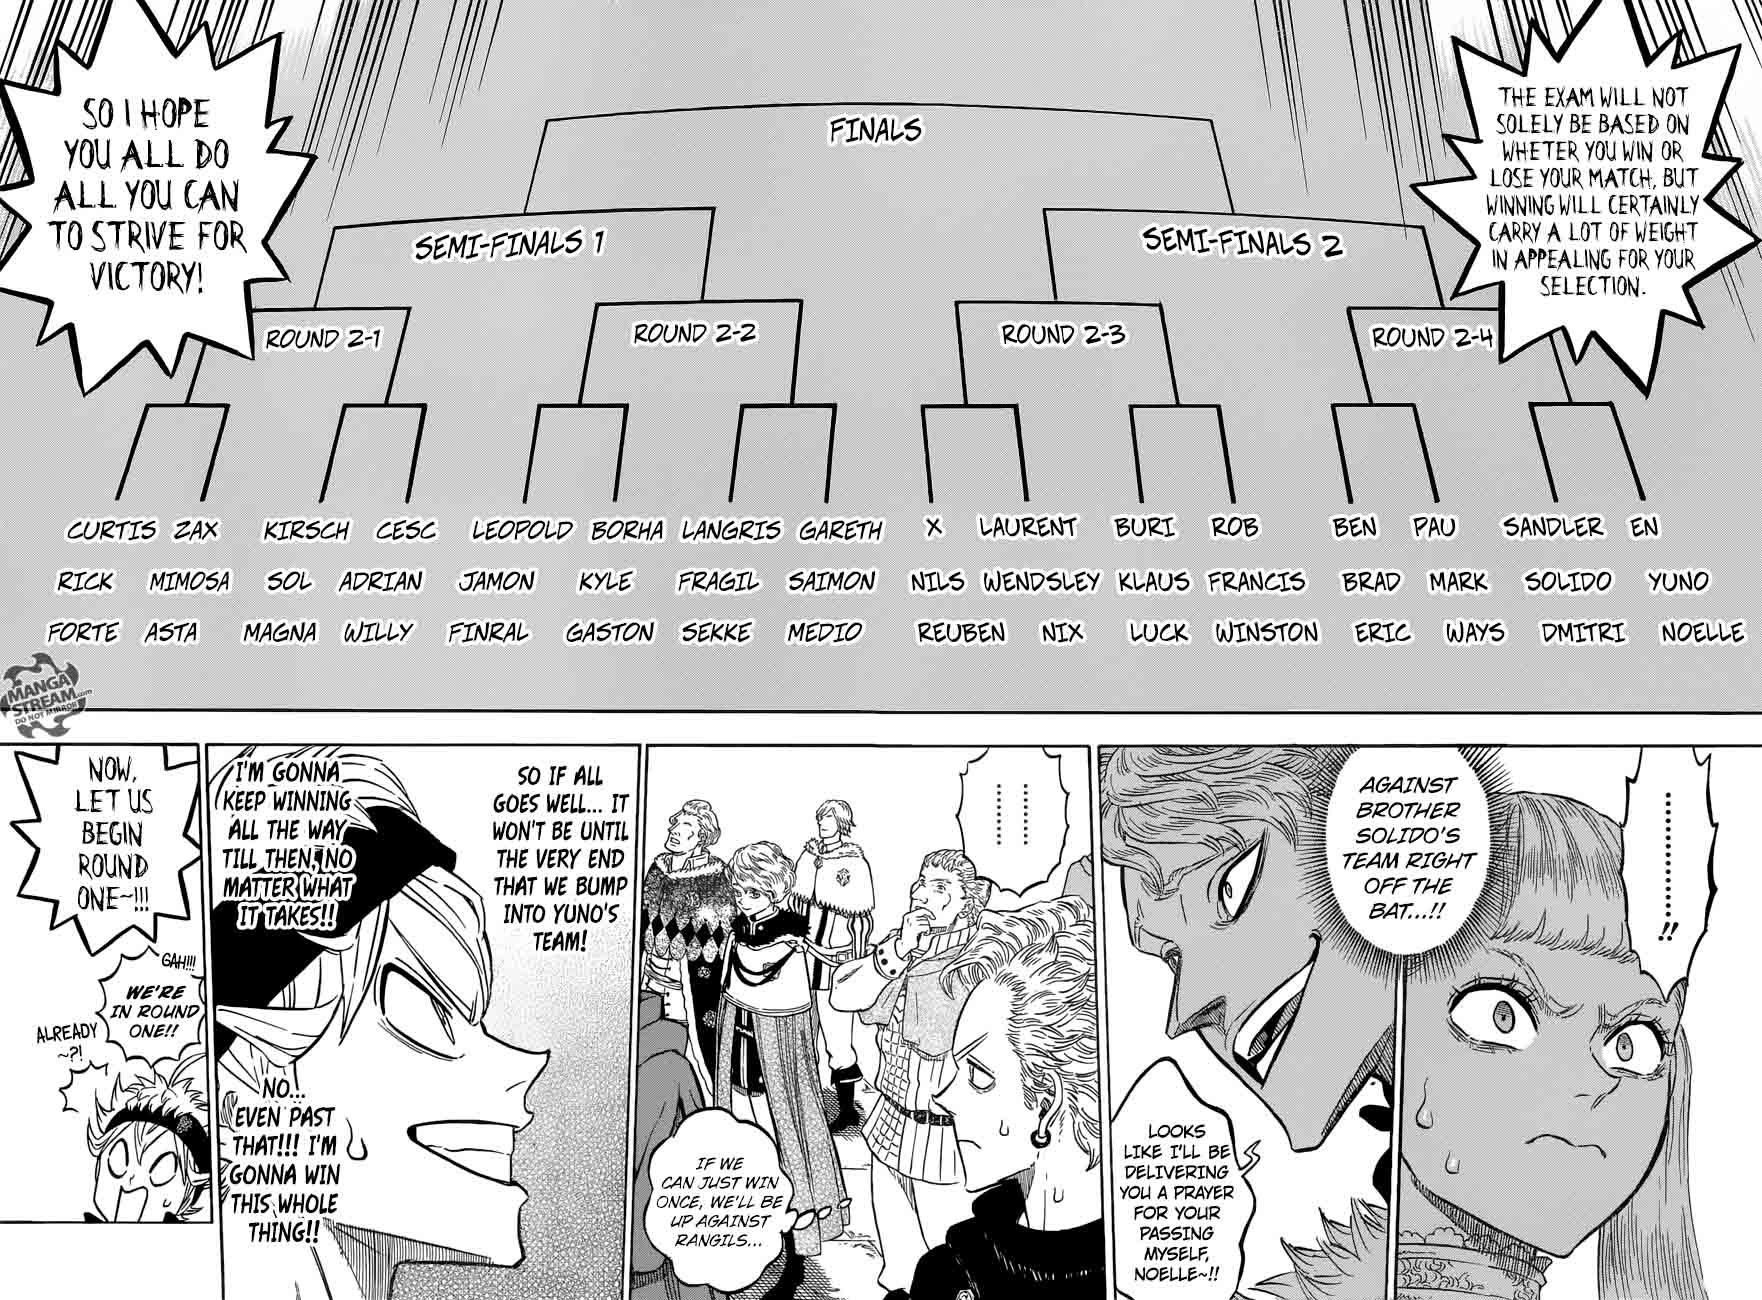 THE EXAM WILL NOT
SOLELY BE BASED ON
WHETER YOU WIN OR
LOSE YOUR MATCH, BUT
WINNING WILL CERTAINLY
CARRY A LOT OF WEIGHT
IN APPEALING FOR YOUR
SELECTION.
SO I HOPE
YOU ALL DO
ALL YOU CAN
TO STRIVE FOR
VICTORY!
FINALS
SEMI-FINALS 1
SEMI-FINALS 2
ROUND 2-1
ROUND 2-2
ROUND 2-3
ROUND 2-4
CURTIS ZAX KIRSCH CESC LEOPOLD BORHA LANGRIS GARETH X LAURENT BURI ROB BEN PAU SANDLER EN
RICK MIMOSA SOL ADRIAN JAMON KYLE FRAGIL SAIMON NILS WENDSLEY KLAUS FRANCIS BRAD MARK SOLIDO YUNO
FORTE ASTA MAGNA WILLY FINRAL GASTON SEKKE MEDIO REUBEN NIX LUCK WINSTON ERIC WAYS DMITRI NOELLE
MANGA
STREAM.com
DO NOT MIRROR
..........!!
AGAINST
BROTHER
SOLIDO'S
TEAM RIGHT
OFF THE
BAT...!!
LOOKS
LIKE I'LL BE
DELIVERING
YOU A PRAYER
FOR YOUR
PASSING
MYSELF,
NOELLE~!!
............
IF WE
CAN JUST WIN
ONCE, WE'LL BE
UP AGAINST
RANGILS...
SO IF ALL
GOES WELL... IT
WON'T BE UNTIL
THE VERY END
THAT WE BUMP
INTO YUNO'S
TEAM!
I'M GONNA
KEEP WINNING
ALL THE WAY
TILL THEN, NO
MATTER WHAT
IT TAKES!!
NO...
EVEN PAST
THAT!!! I'M
GONNA WIN
THIS WHOLE
THING!!
NOW,
LET US
BEGIN
ROUND
ONE~!!!
GAH!!!
WE'RE
IN ROUND
ONE!!
ALREADY
~?!